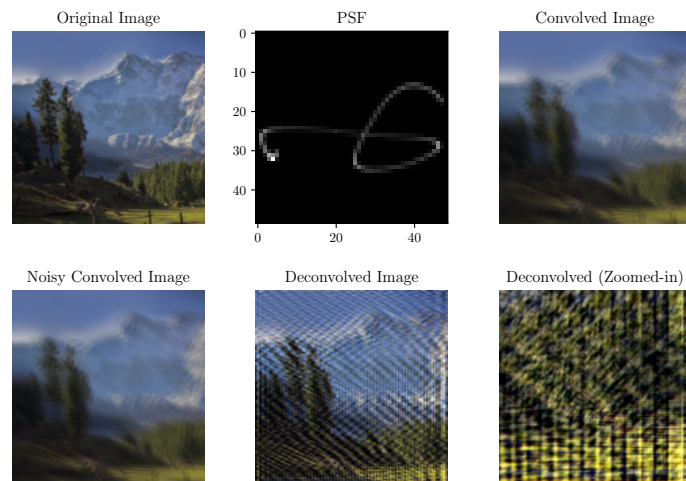 Original Image
PSF
Convolved Image
0
10
20
30
40
0 20 40
Noisy Convolved Image
Deconvolved Image
Deconvolved (Zoomed-in)